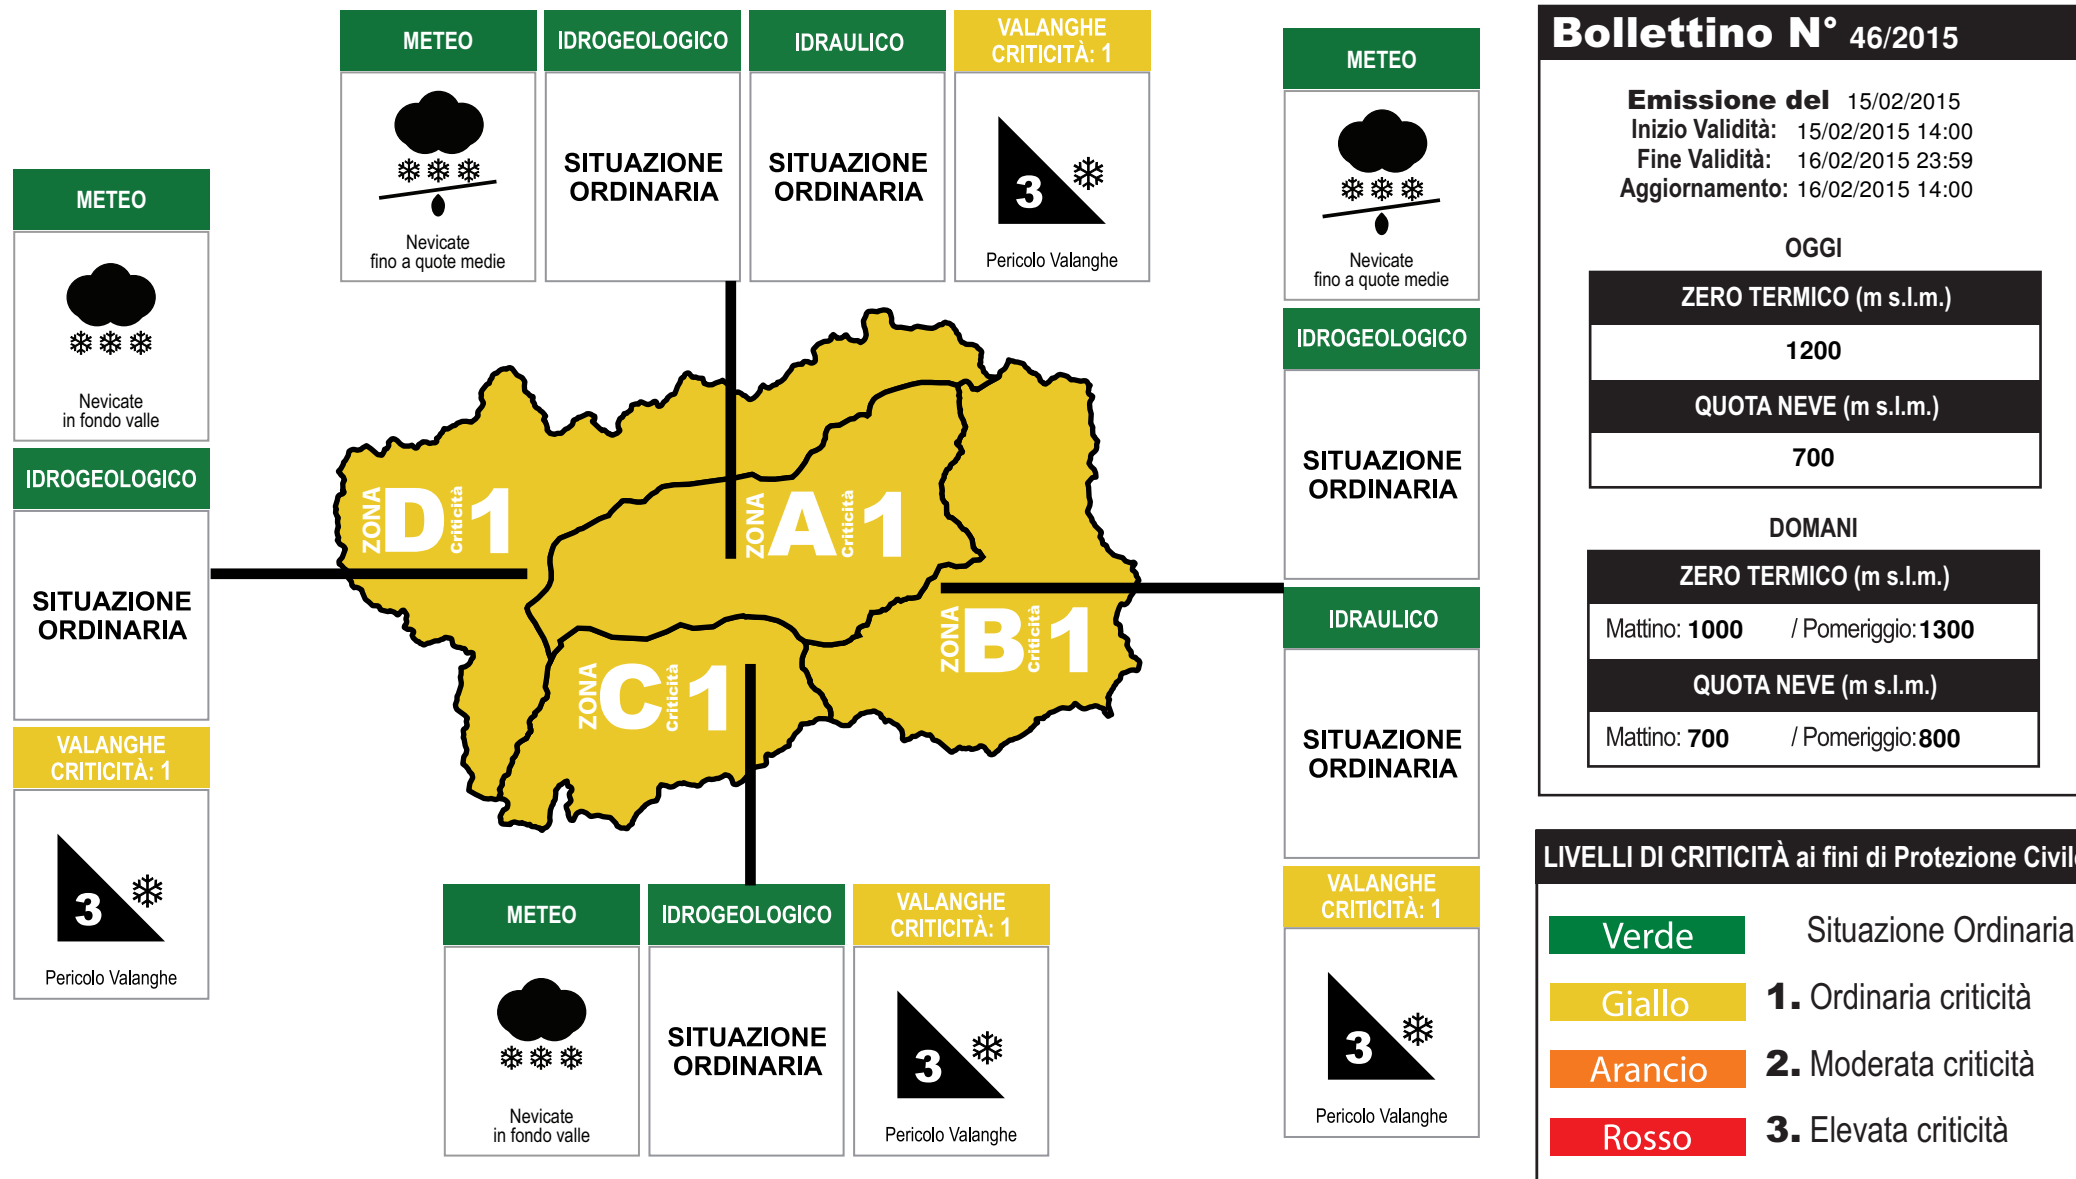 METEO
Nevicate
in fondo valle
IDROGEOLOGICO
SITUAZIONE
ORDINARIA
VALANGHE
CRITICITÀ: 1
3
Pericolo Valanghe
METEO
Nevicate
fino a quote medie
IDROGEOLOGICO
SITUAZIONE
ORDINARIA
IDRAULICO
SITUAZIONE
ORDINARIA
VALANGHE
CRITICITÀ: 1
3
Pericolo Valanghe
ZONA D Criticità 1
ZONA A Criticità 1
ZONA B Criticità 1
ZONA C Criticità 1
METEO
Nevicate
in fondo valle
IDROGEOLOGICO
SITUAZIONE
ORDINARIA
VALANGHE
CRITICITÀ: 1
3
Pericolo Valanghe
METEO
Nevicate
fino a quote medie
IDROGEOLOGICO
SITUAZIONE
ORDINARIA
IDRAULICO
SITUAZIONE
ORDINARIA
VALANGHE
CRITICITÀ: 1
3
Pericolo Valanghe
Bollettino N° 46/2015
Emissione del 15/02/2015
Inizio Validità: 15/02/2015 14:00
Fine Validità: 16/02/2015 23:59
Aggiornamento: 16/02/2015 14:00
OGGI
ZERO TERMICO (m s.l.m.)
1200
QUOTA NEVE (m s.l.m.)
700
DOMANI
ZERO TERMICO (m s.l.m.)
Mattino: 1000 / Pomeriggio: 1300
QUOTA NEVE (m s.l.m.)
Mattino: 700 / Pomeriggio: 800
LIVELLI DI CRITICITÀ ai fini di Protezione Civile
Verde Situazione Ordinaria
Giallo 1. Ordinaria criticità
Arancio 2. Moderata criticità
Rosso 3. Elevata criticità